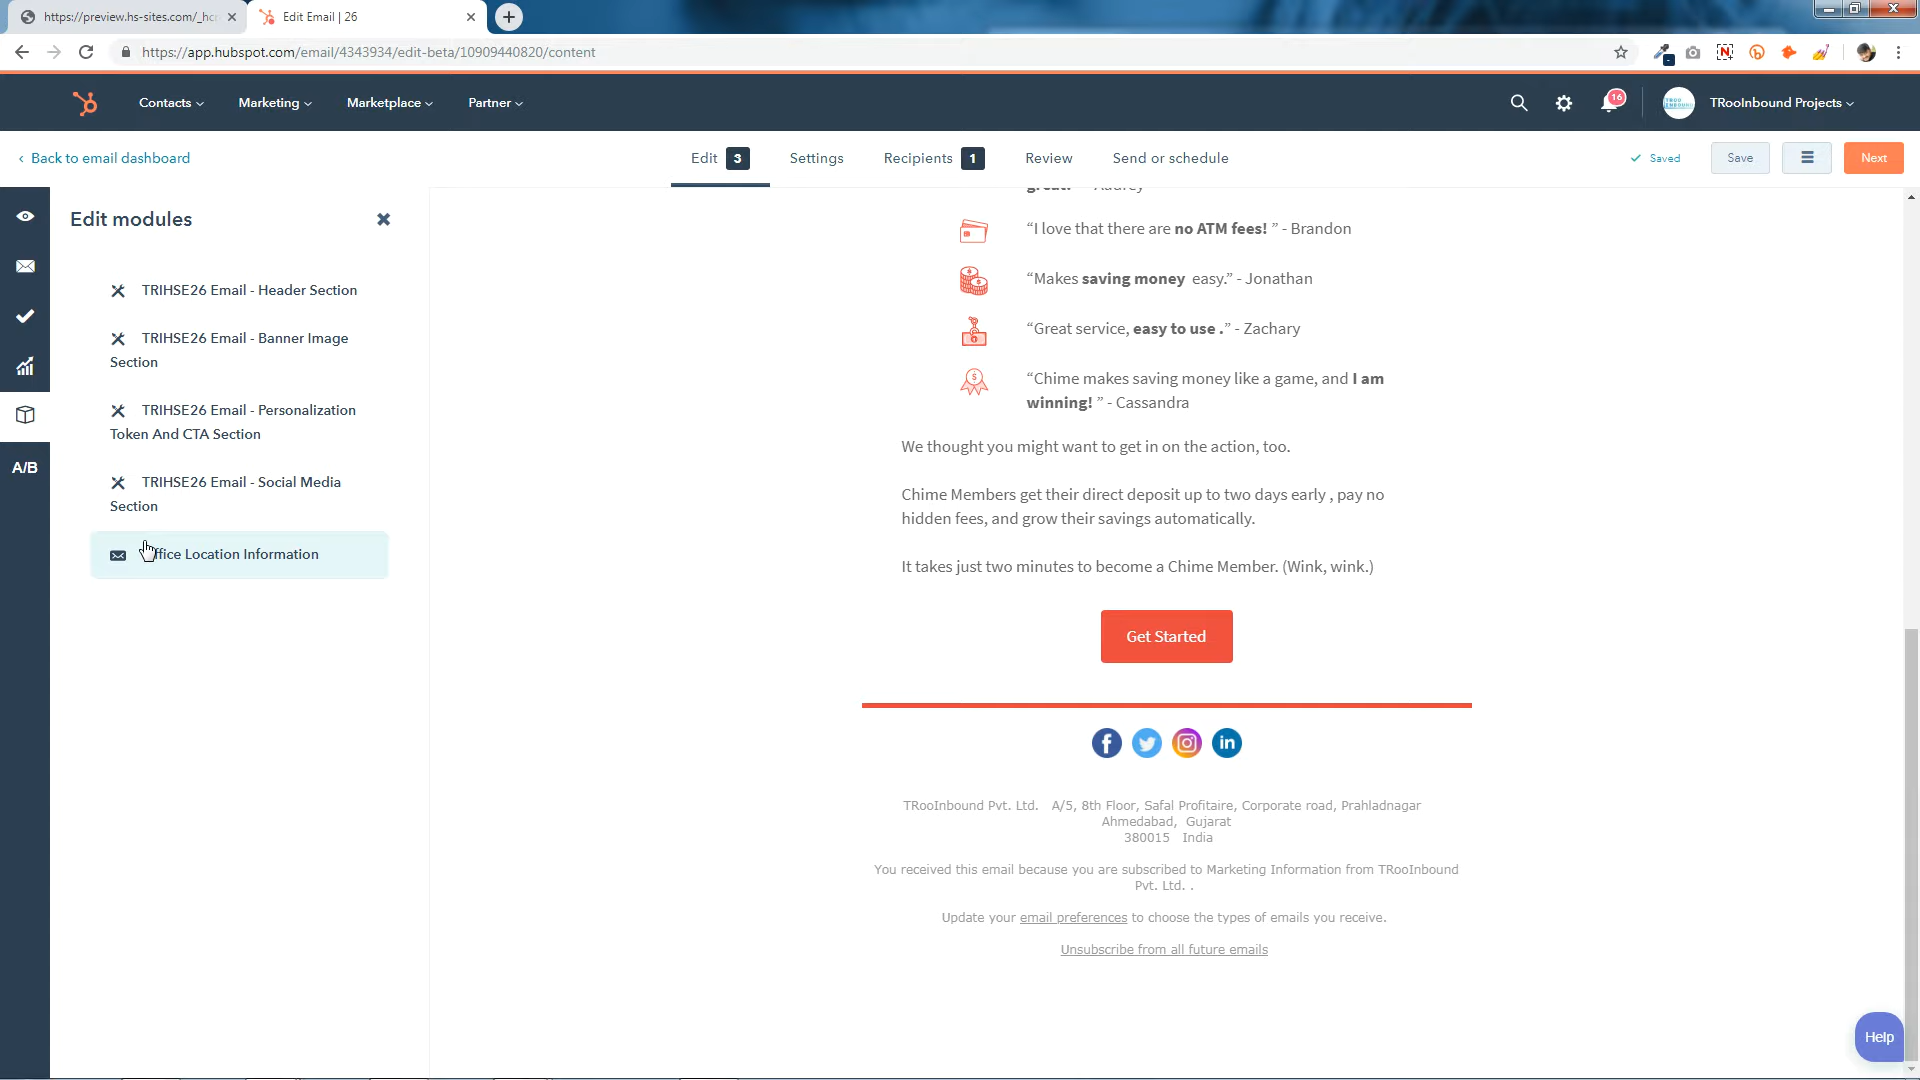 https://preview.hs-sites.com/_hc
Edit Email | 26
https://app.hubspot.com/email/4343934/edit-beta/10909440820/content
Contacts
Marketing
Marketplace
Partner
16
TRooInbound Projects
Back to email dashboard
Edit 3
Settings
Recipients 1
Review
Send or schedule
Saved
Save
Next
Edit modules
TRIHSE26 Email - Header Section
TRIHSE26 Email - Banner Image
Section
TRIHSE26 Email - Personalization
Token And CTA Section
TRIHSE26 Email - Social Media
Section
ffice Location Information
A/B
“I love that there are no ATM fees! ” - Brandon
“Makes saving money easy.” - Jonathan
“Great service, easy to use .” - Zachary
“Chime makes saving money like a game, and I am
winning! ” - Cassandra
We thought you might want to get in on the action, too.
Chime Members get their direct deposit up to two days early , pay no
hidden fees, and grow their savings automatically.
It takes just two minutes to become a Chime Member. (Wink, wink.)
Get Started
TRooInbound Pvt. Ltd. A/5, 8th Floor, Safal Profitaire, Corporate road, Prahladnagar
Ahmedabad, Gujarat
380015 India
You received this email because you are subscribed to Marketing Information from TRooInbound
Pvt. Ltd. .
Update your email preferences to choose the types of emails you receive.
Unsubscribe from all future emails
Help